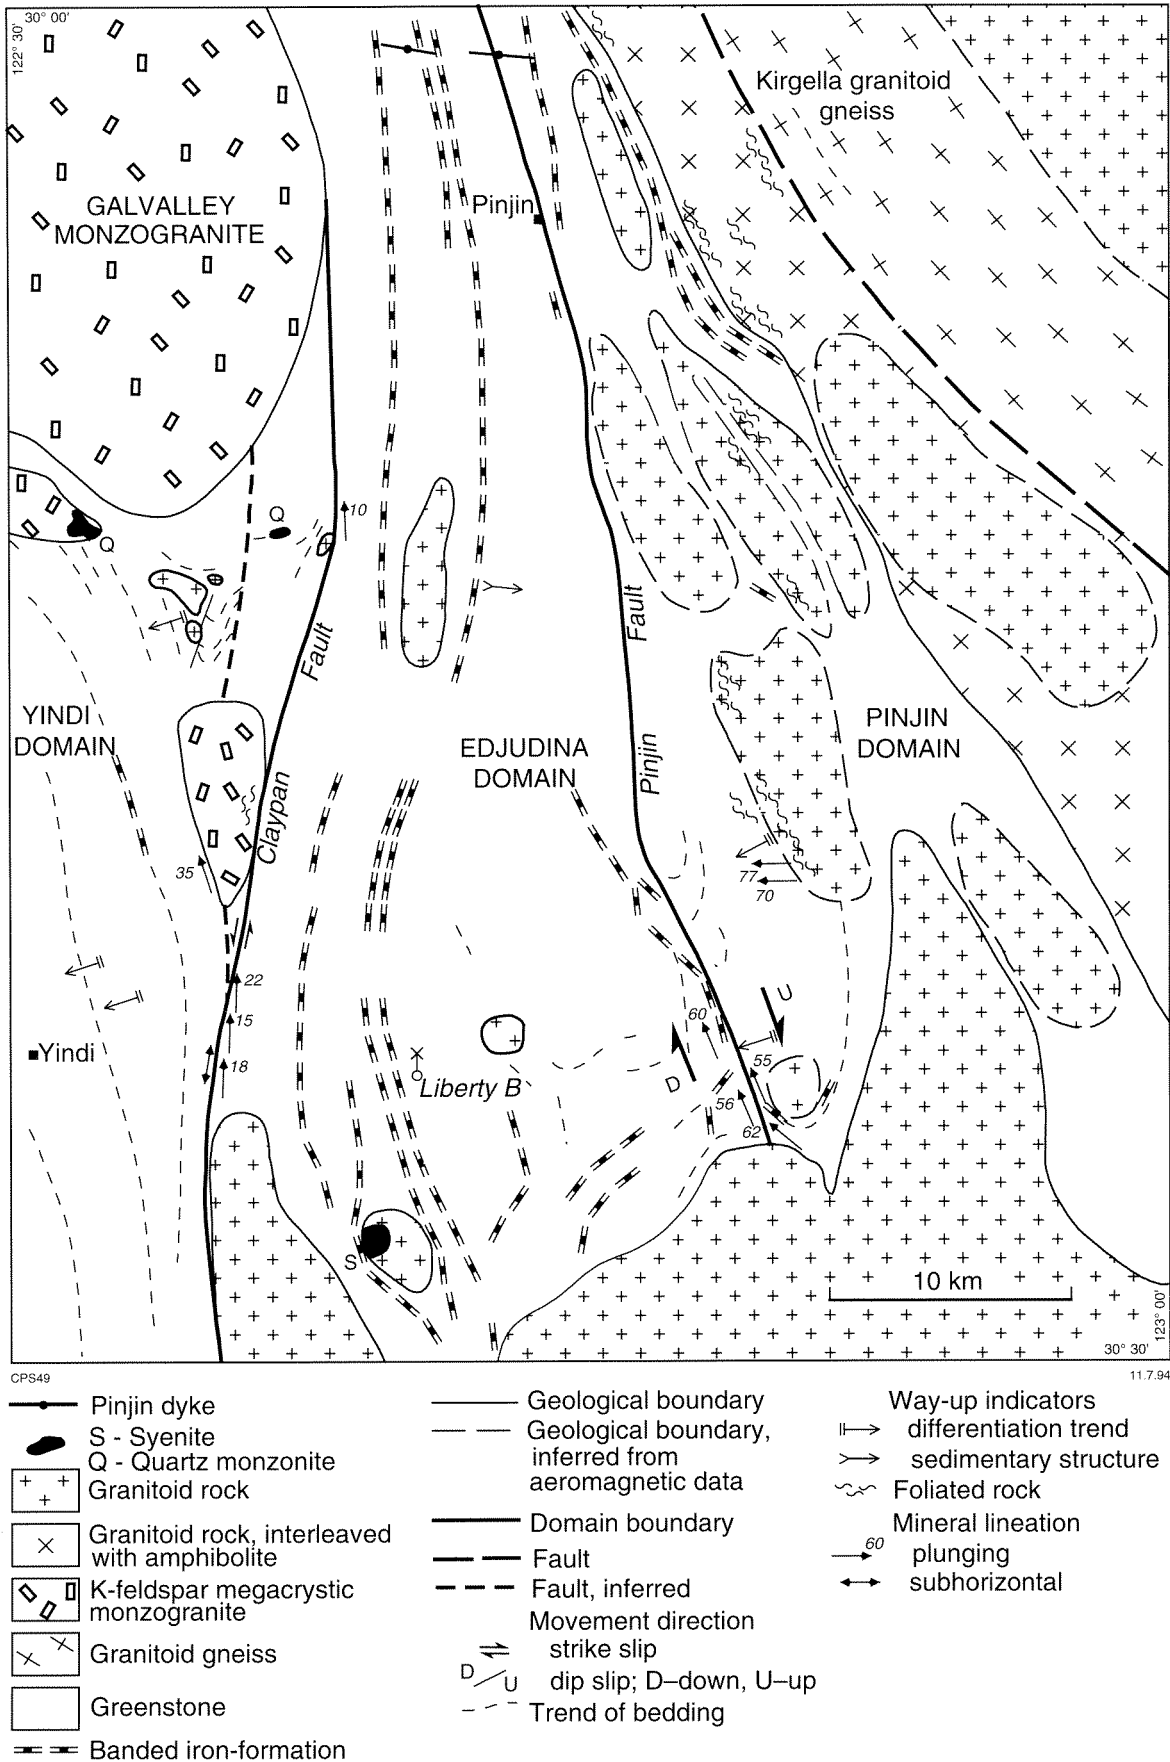 30° 00'
122° 30'
Kirgella granitoid
gneiss
GALVALLEY
MONZOGRANITE
Pinjin
Q
10
Q
Fault
Fault
YINDI
DOMAIN
EDJUDINA
DOMAIN
PINJIN
DOMAIN
Pinjin
Claypan
35
77
70
22
U
15
60
Yindi
18
55
D
Liberty B
56
62
S
10 km
123° 00'
30° 30'
CPS49
11.7.94
Pinjin dyke
S - Syenite
Q - Quartz monzonite
Granitoid rock
Granitoid rock, interleaved
with amphibolite
K-feldspar megacrystic
monzogranite
Granitoid gneiss
Greenstone
Banded iron-formation
Geological boundary
Geological boundary,
inferred from
aeromagnetic data
Domain boundary
Fault
Fault, inferred
Movement direction
strike slip
D U dip slip; D–down, U–up
Trend of bedding
Way-up indicators
differentiation trend
sedimentary structure
Foliated rock
Mineral lineation
60 plunging
subhorizontal